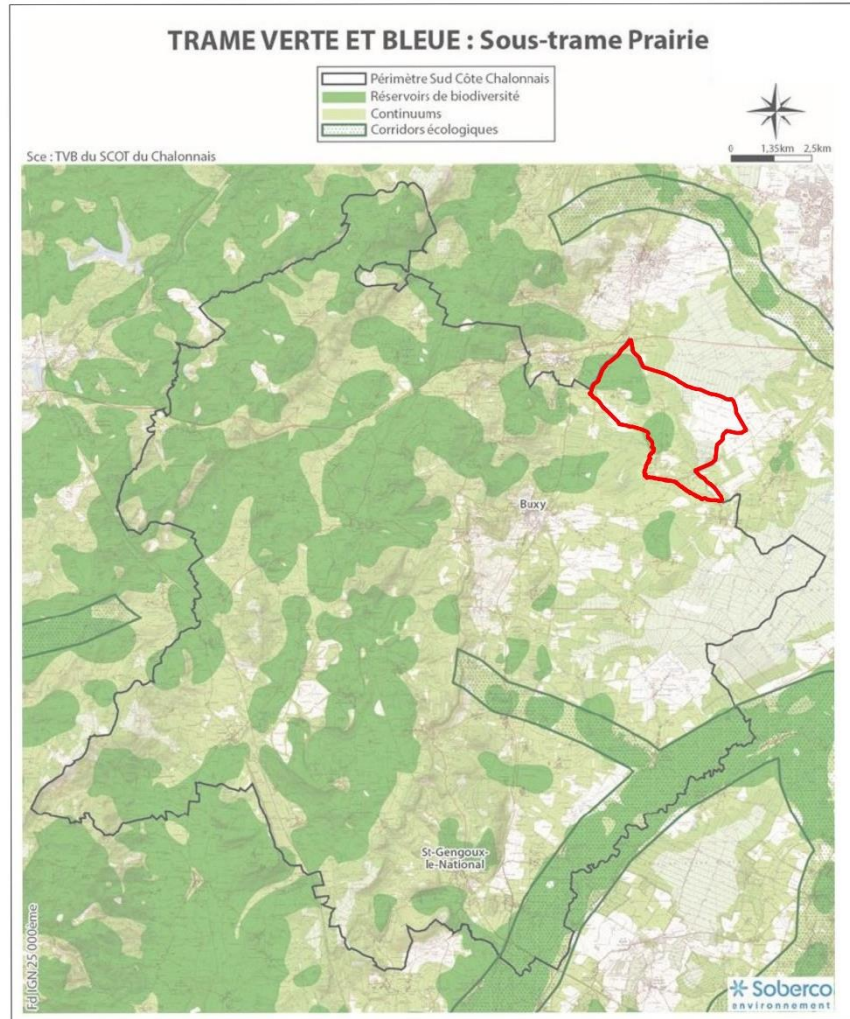 TRAME VERTE ET BLEUE : Sous-trame Prairie
Périmètre Sud Côte Chalonnais
Réservoirs de biodiversité
Continuums
Corridors écologiques
Sce : TVB du SCOT du Chalonnais
0 1,35km 2,5km
Buxy
St-Gengoux-
le-National
Fd IGN 25 000ème
Soberco
environnement